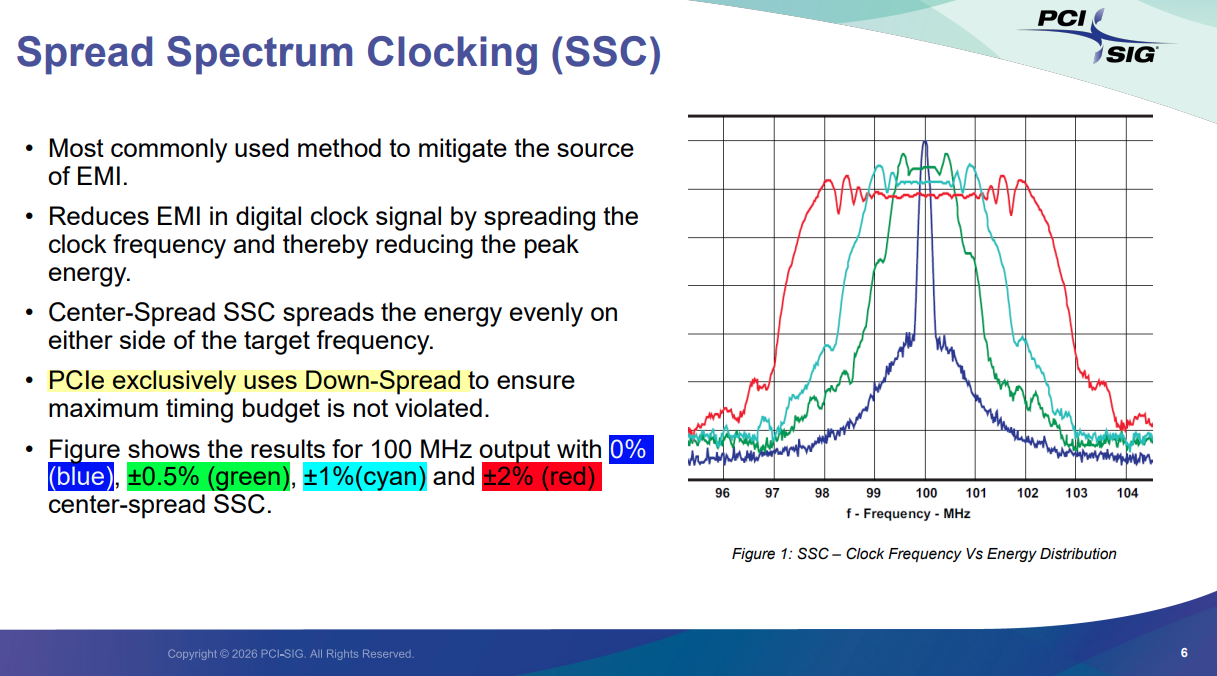 Spread Spectrum Clocking (SSC)
PCI
SIG
• Most commonly used method to mitigate the source
of EMI.
• Reduces EMI in digital clock signal by spreading the
clock frequency and thereby reducing the peak
energy.
• Center-Spread SSC spreads the energy evenly on
either side of the target frequency.
• PCIe exclusively uses Down-Spread to ensure
maximum timing budget is not violated.
• Figure shows the results for 100 MHz output with 0%
(blue), ±0.5% (green), ±1%(cyan) and ±2% (red)
center-spread SSC.
96 97 98 99 100 101 102 103 104
f - Frequency - MHz
Figure 1: SSC – Clock Frequency Vs Energy Distribution
Copyright © 2026 PCI-SIG. All Rights Reserved.
6